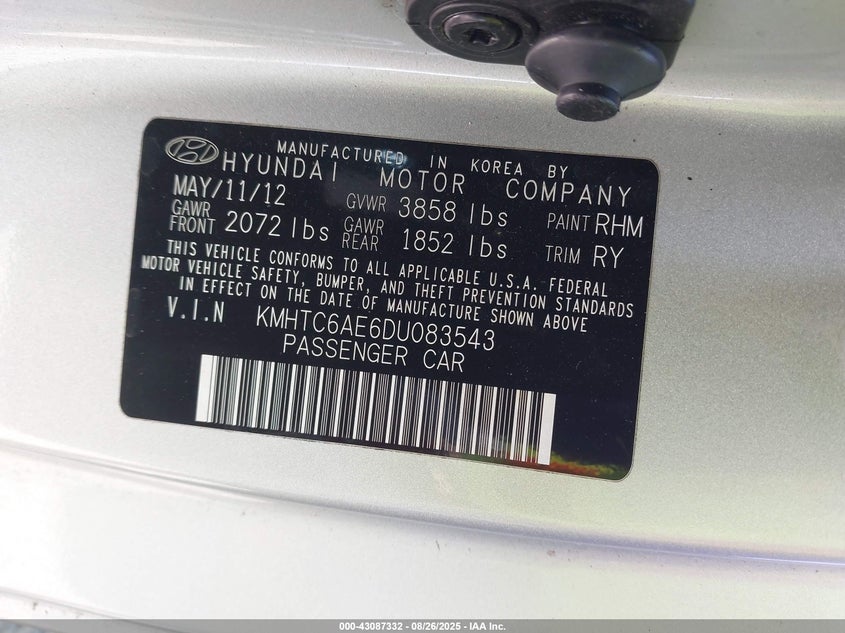 MANUFACTURED IN KOREA BY
HYUNDAI MOTOR COMPANY
MAY/11/12 GVWR 3858 lbs PAINT RHM
GAWR FRONT 2072 lbs GAWR REAR 1852 lbs TRIM RY
THIS VEHICLE CONFORMS TO ALL APPLICABLE U.S.A. FEDERAL
MOTOR VEHICLE SAFETY, BUMPER, AND THEFT PREVENTION STANDARDS
IN EFFECT ON THE DATE OF MANUFACTURE SHOWN ABOVE
V.I.N KMHTC6AE6DU083543
PASSENGER CAR
000-43087332 - 08/26/2025 - IAA Inc.